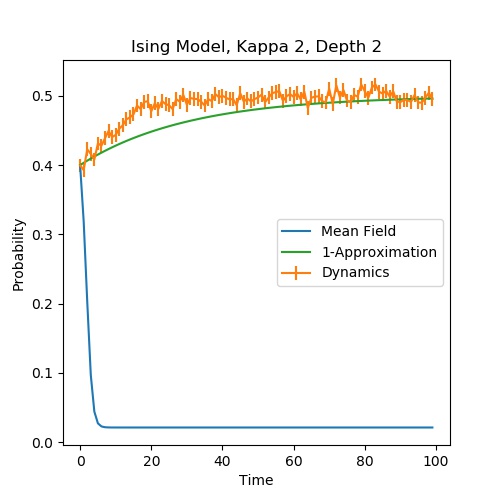 Ising Model, Kappa 2, Depth 2
Probability
0.5
0.4
0.3
0.2
0.1
0.0
Mean Field
1-Approximation
Dynamics
0 20 40 60 80 100
Time